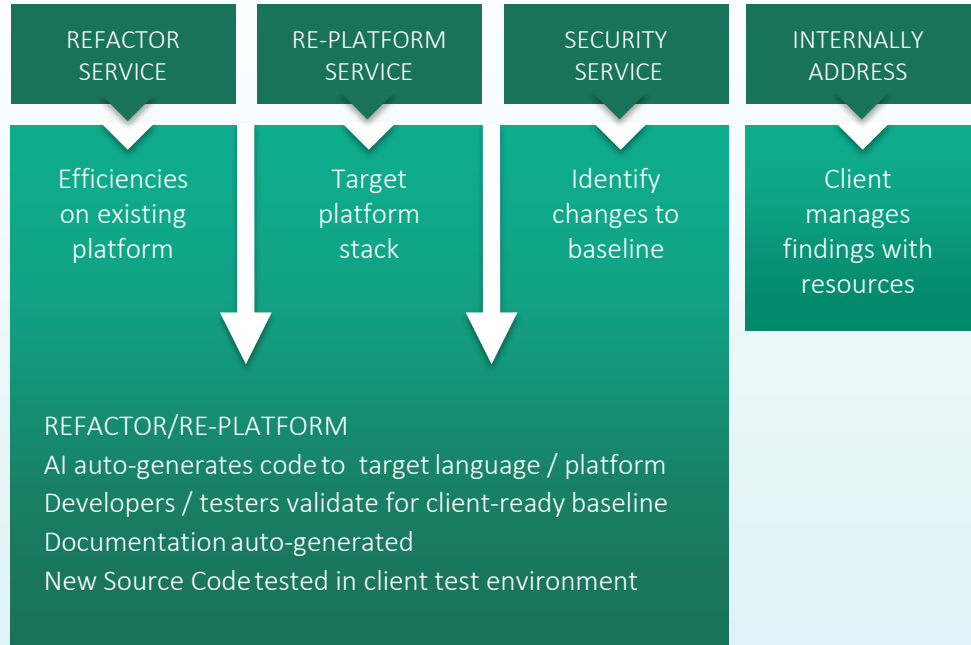 REFACTOR
SERVICE
RE-PLATFORM
SERVICE
SECURITY
SERVICE
INTERNALLY
ADDRESS
Efficiencies
on existing
platform
Target
platform
stack
Identify
changes to
baseline
Client
manages
findings with
resources
REFACTOR/RE-PLATFORM
AI auto-generates code to target language / platform
Developers / testers validate for client-ready baseline
Documentation auto-generated
New Source Code tested in client test environment